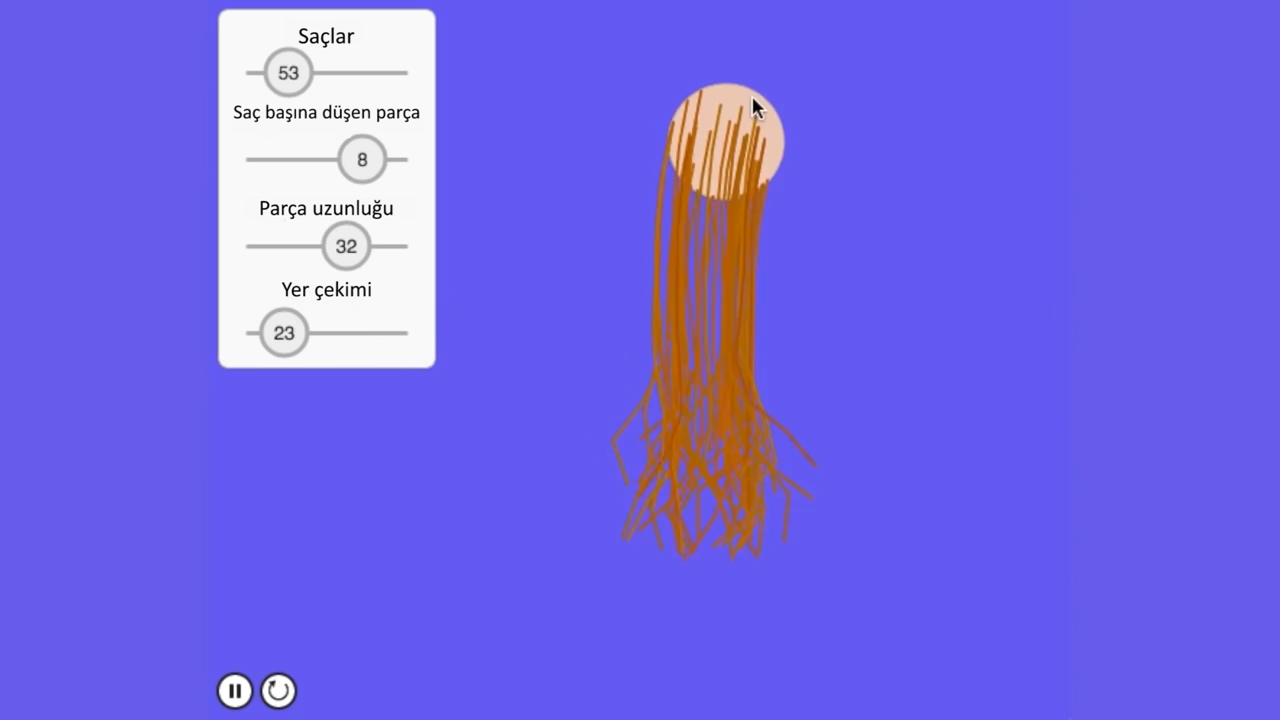 Saçlar
53
Saç başına düşen parça
8
Parça uzunluğu
32
Yer çekimi
23